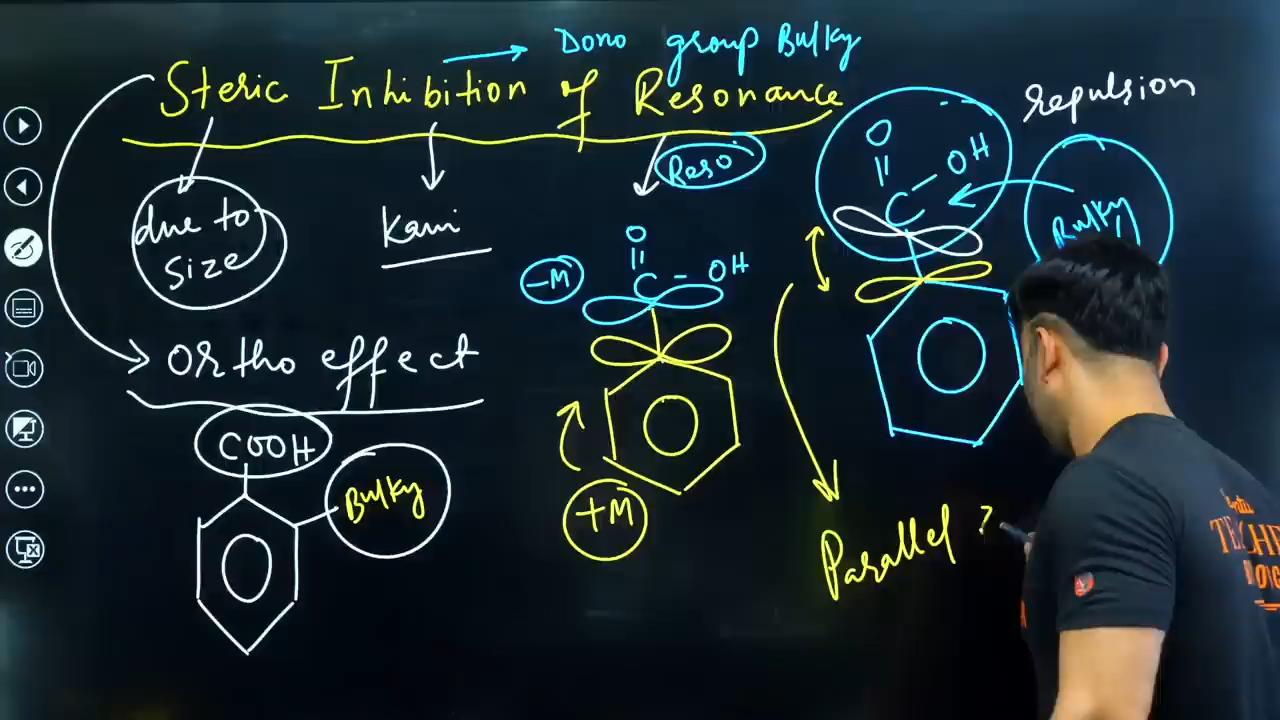 Dono group Bulky
Steric Inhibition of Resonance
repulsion
due to
size
Kami
Reso
O
||
C - OH
-M
+M
O
||
C - OH
Bulky
Ortho effect
COOH
Bulky
Parallel ?